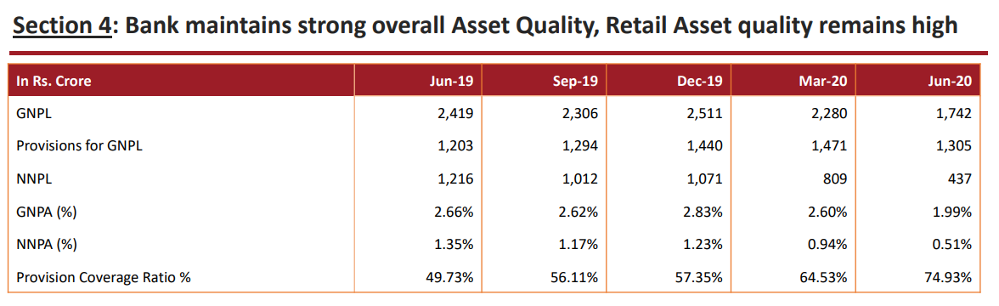 Section 4: Bank maintains strong overall Asset Quality, Retail Asset quality remains high
In Rs. Crore Jun-19 Sep-19 Dec-19 Mar-20 Jun-20
GNPL 2,419 2,306 2,511 2,280 1,742
Provisions for GNPL 1,203 1,294 1,440 1,471 1,305
NNPL 1,216 1,012 1,071 809 437
GNPA (%) 2.66% 2.62% 2.83% 2.60% 1.99%
NNPA (%) 1.35% 1.17% 1.23% 0.94% 0.51%
Provision Coverage Ratio % 49.73% 56.11% 57.35% 64.53% 74.93%